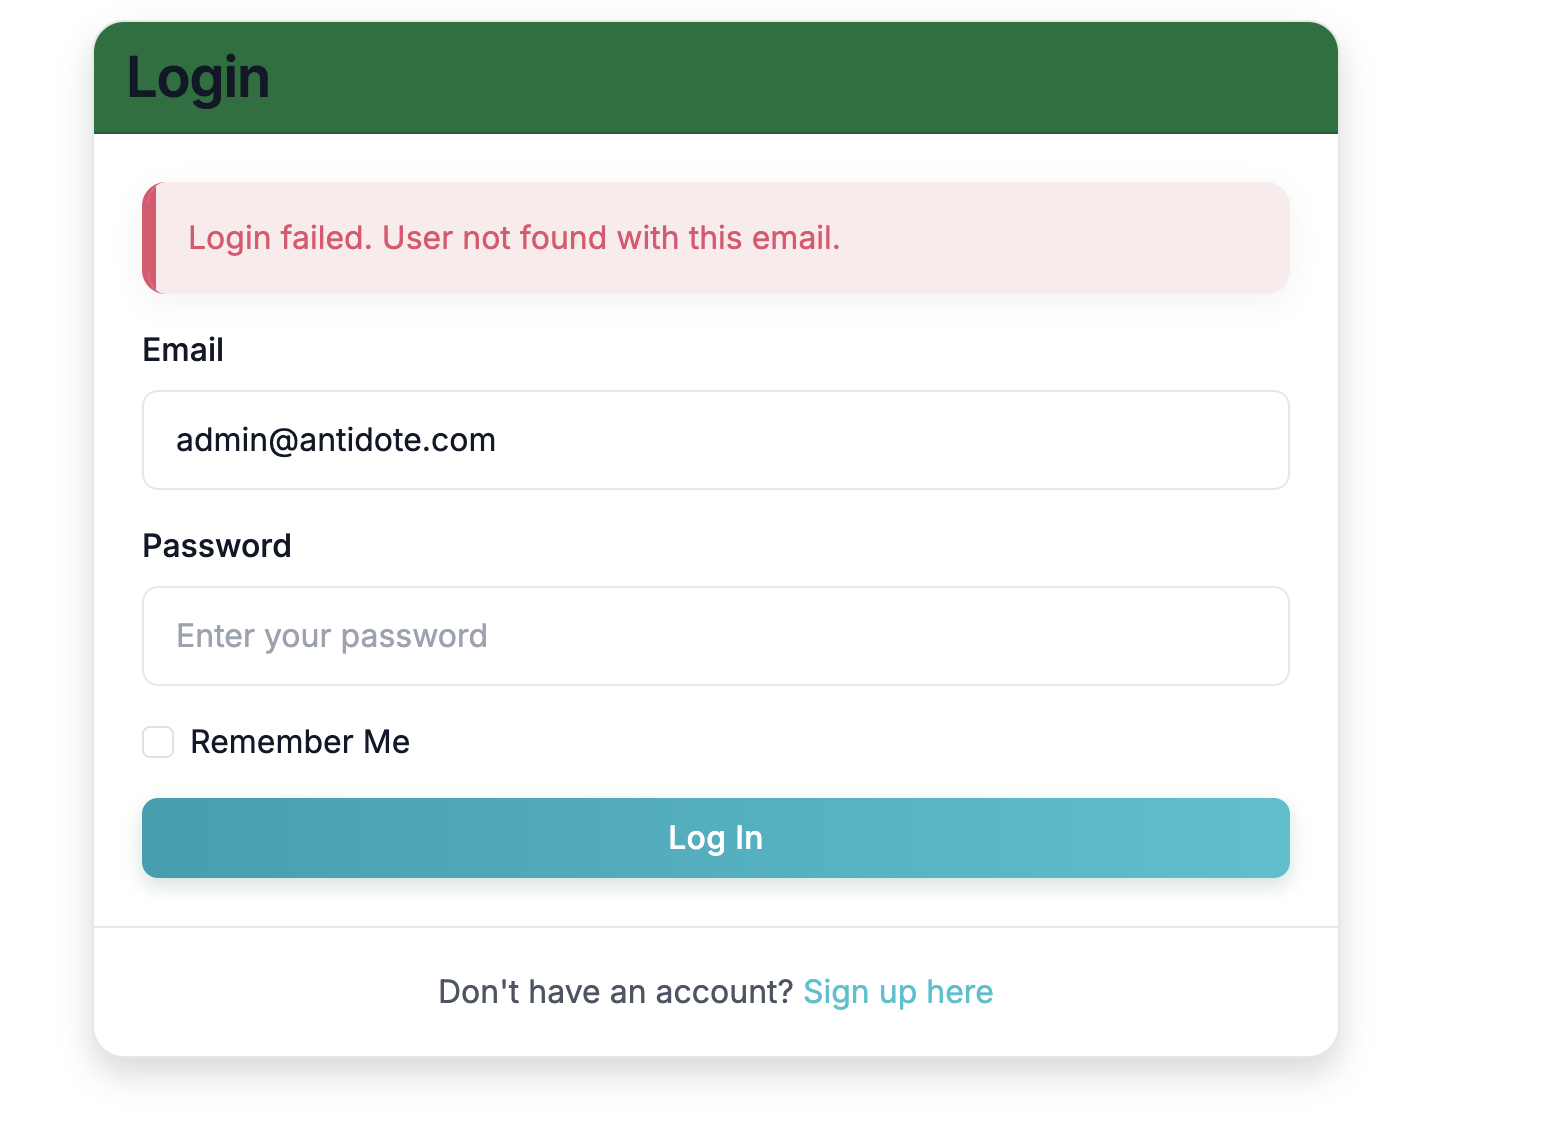 Login
Login failed. User not found with this email.
Email
admin@antidote.com
Password
Enter your password
Remember Me
Log In
Don't have an account? Sign up here